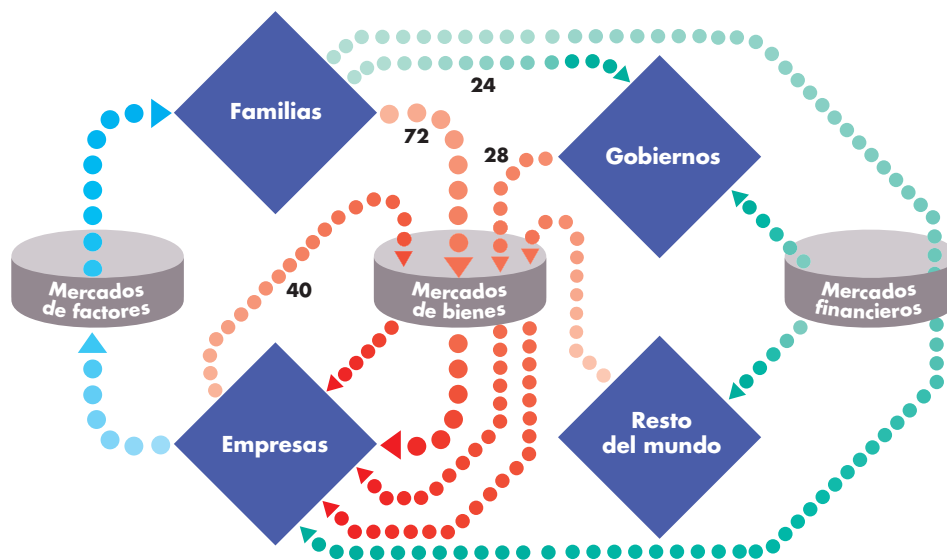 24
Familias
72
28
Gobiernos
40
Mercados
de factores
Mercados
de bienes
Mercados
financieros
Empresas
Resto
del mundo